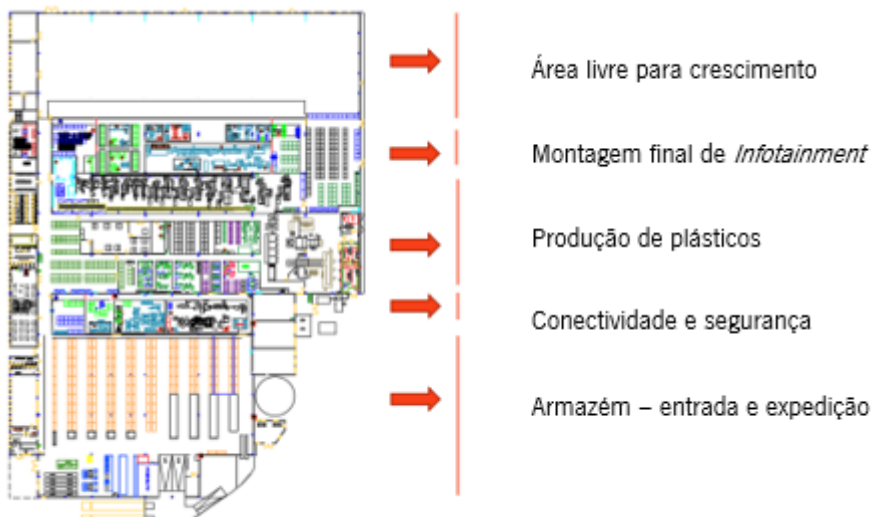 Área livre para crescimento
Montagem final de Infotainment
Produção de plásticos
Conectividade e segurança
Armazém – entrada e expedição